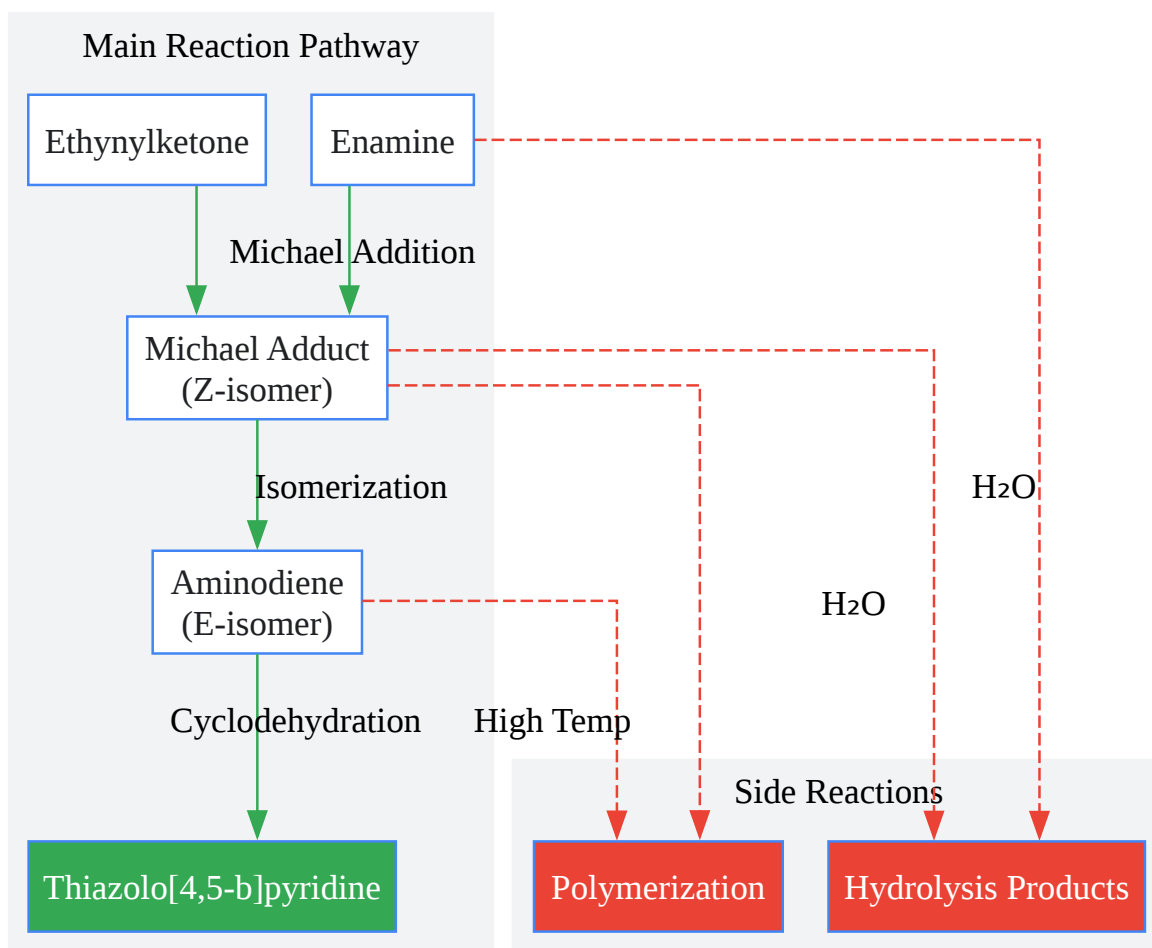 Main Reaction Pathway
Ethynylketone
Enamine
Michael Addition
Michael Adduct
(Z-isomer)
Isomerization
H₂O
Aminodiene
(E-isomer)
H₂O
Cyclodehydration
High Temp
Side Reactions
Thiazolo[4,5-b]pyridine
Polymerization
Hydrolysis Products